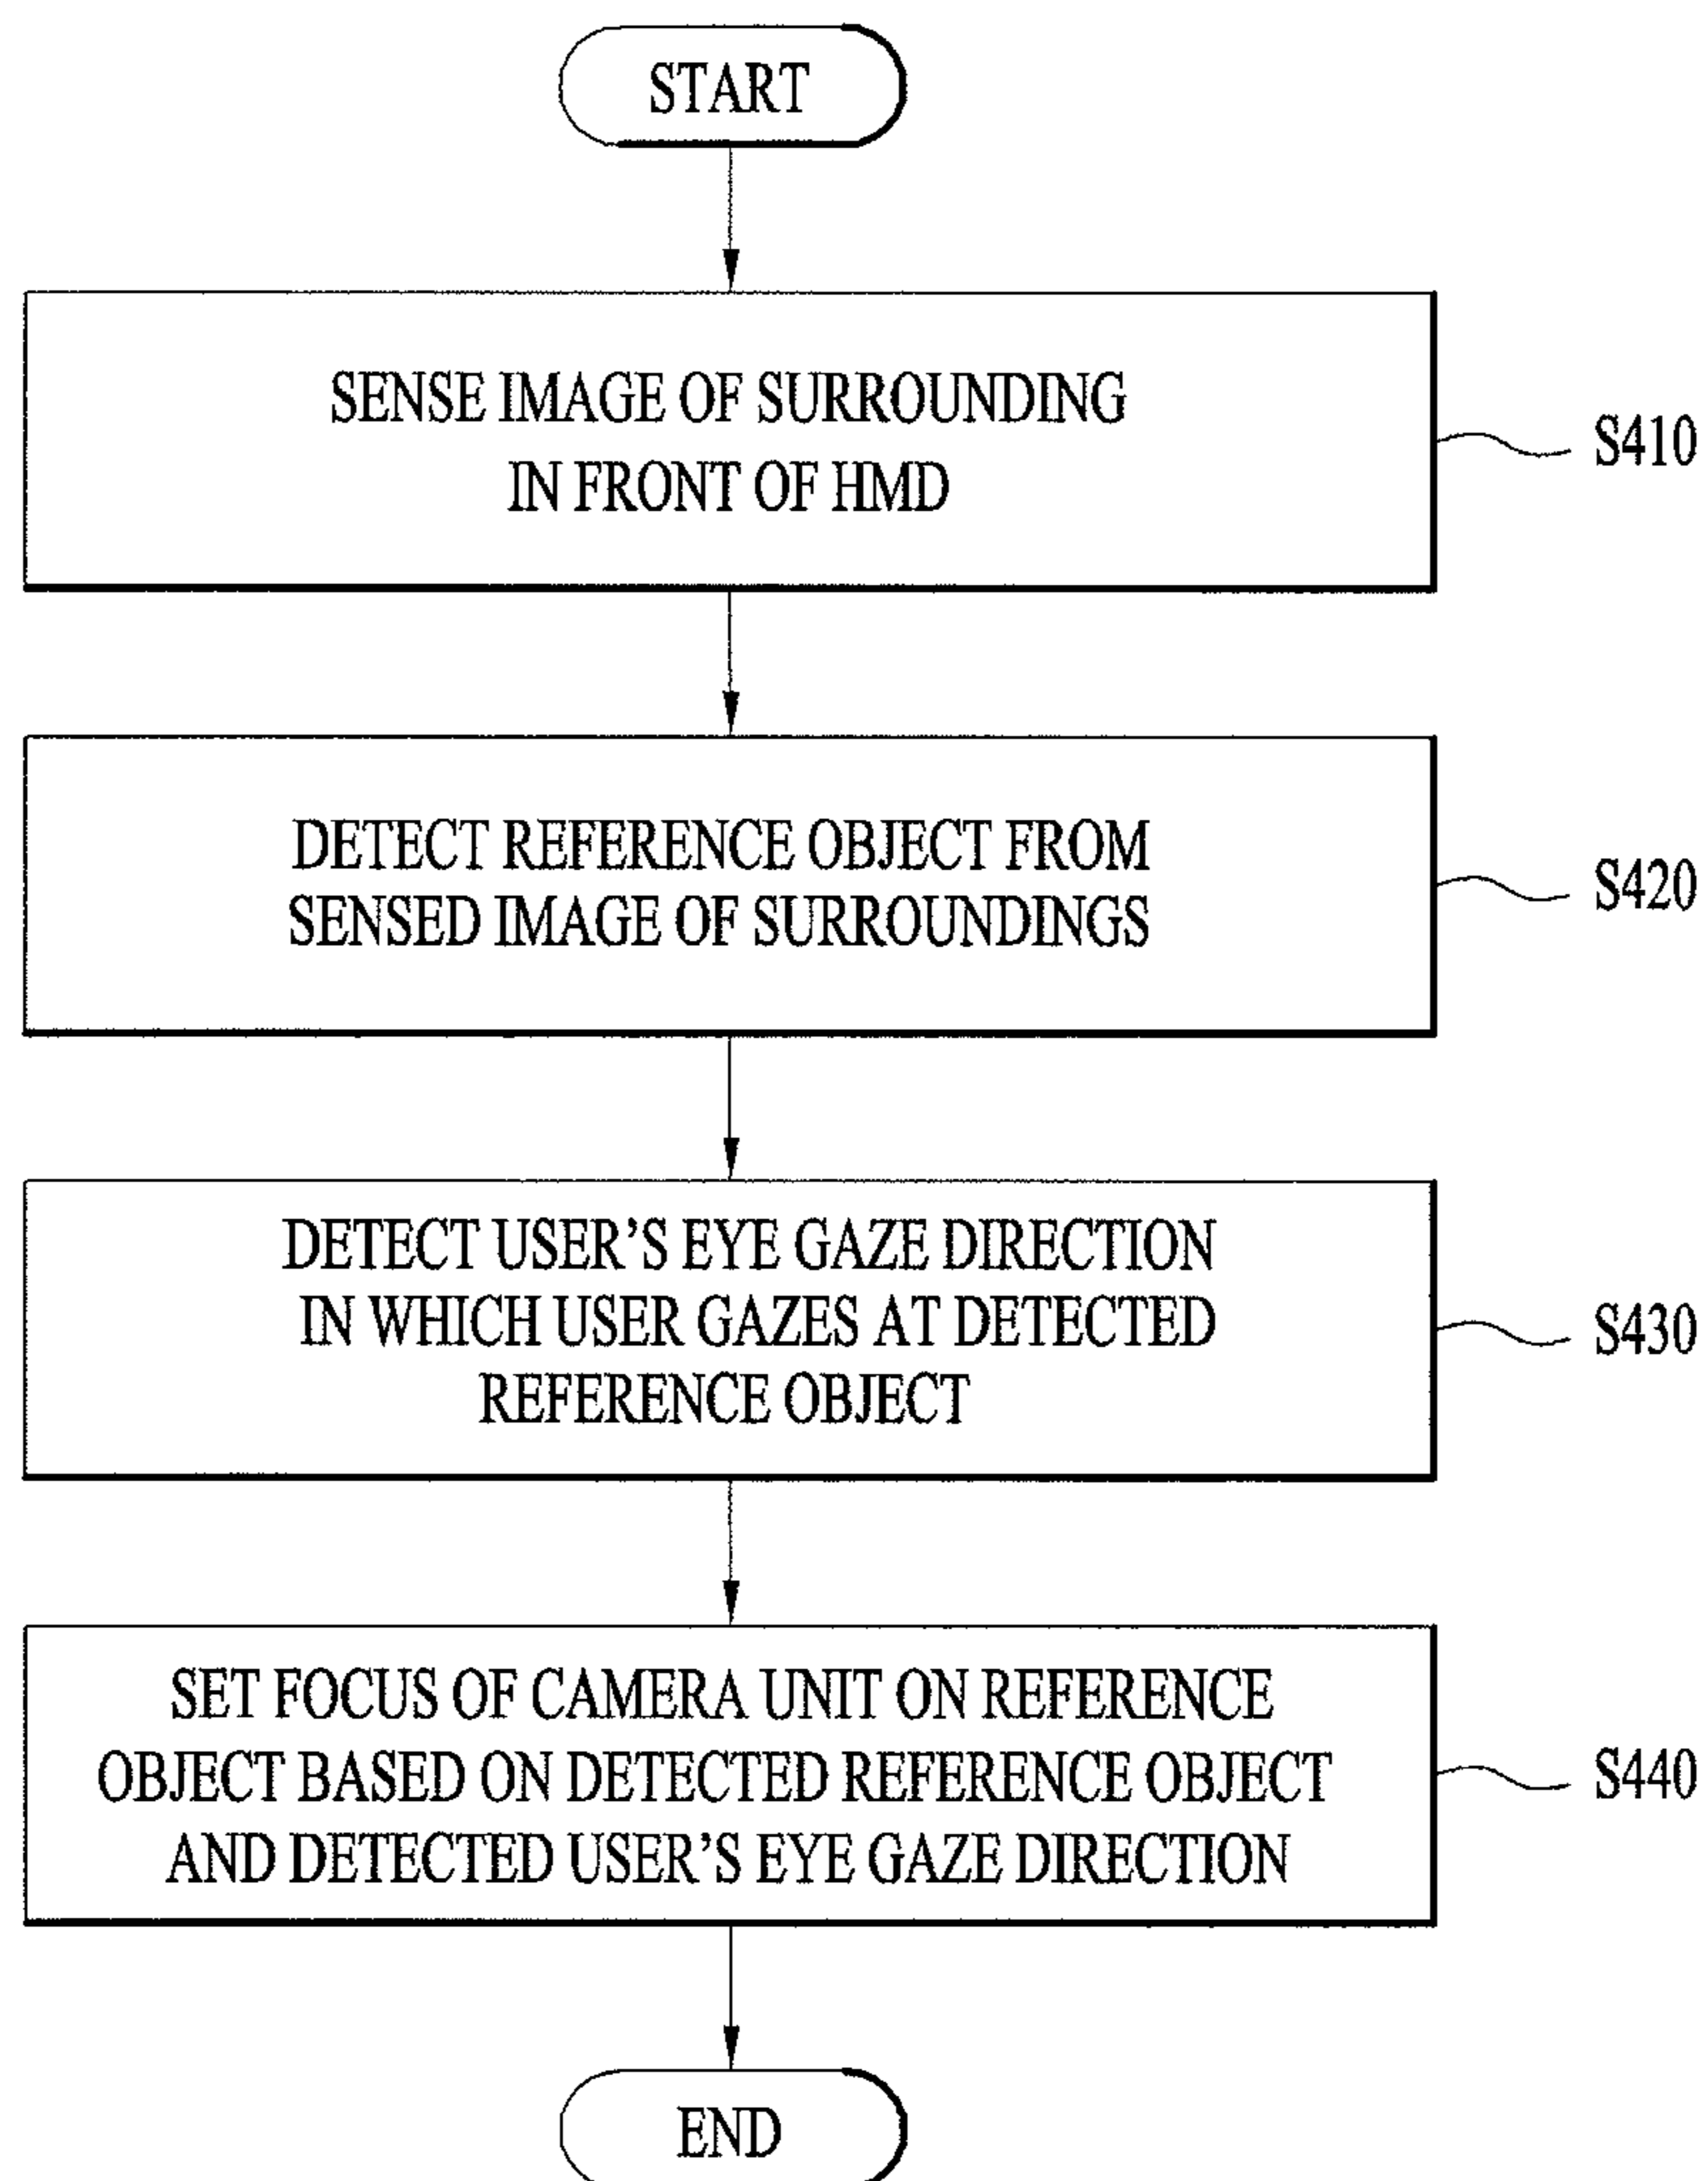 START
SENSE IMAGE OF SURROUNDING
IN FRONT OF HMD
S410
DETECT REFERENCE OBJECT FROM
SENSED IMAGE OF SURROUNDINGS
S420
DETECT USER’S EYE GAZE DIRECTION
IN WHICH USER GAZES AT DETECTED
REFERENCE OBJECT
S430
SET FOCUS OF CAMERA UNIT ON REFERENCE
OBJECT BASED ON DETECTED REFERENCE OBJECT
AND DETECTED USER’S EYE GAZE DIRECTION
S440
END